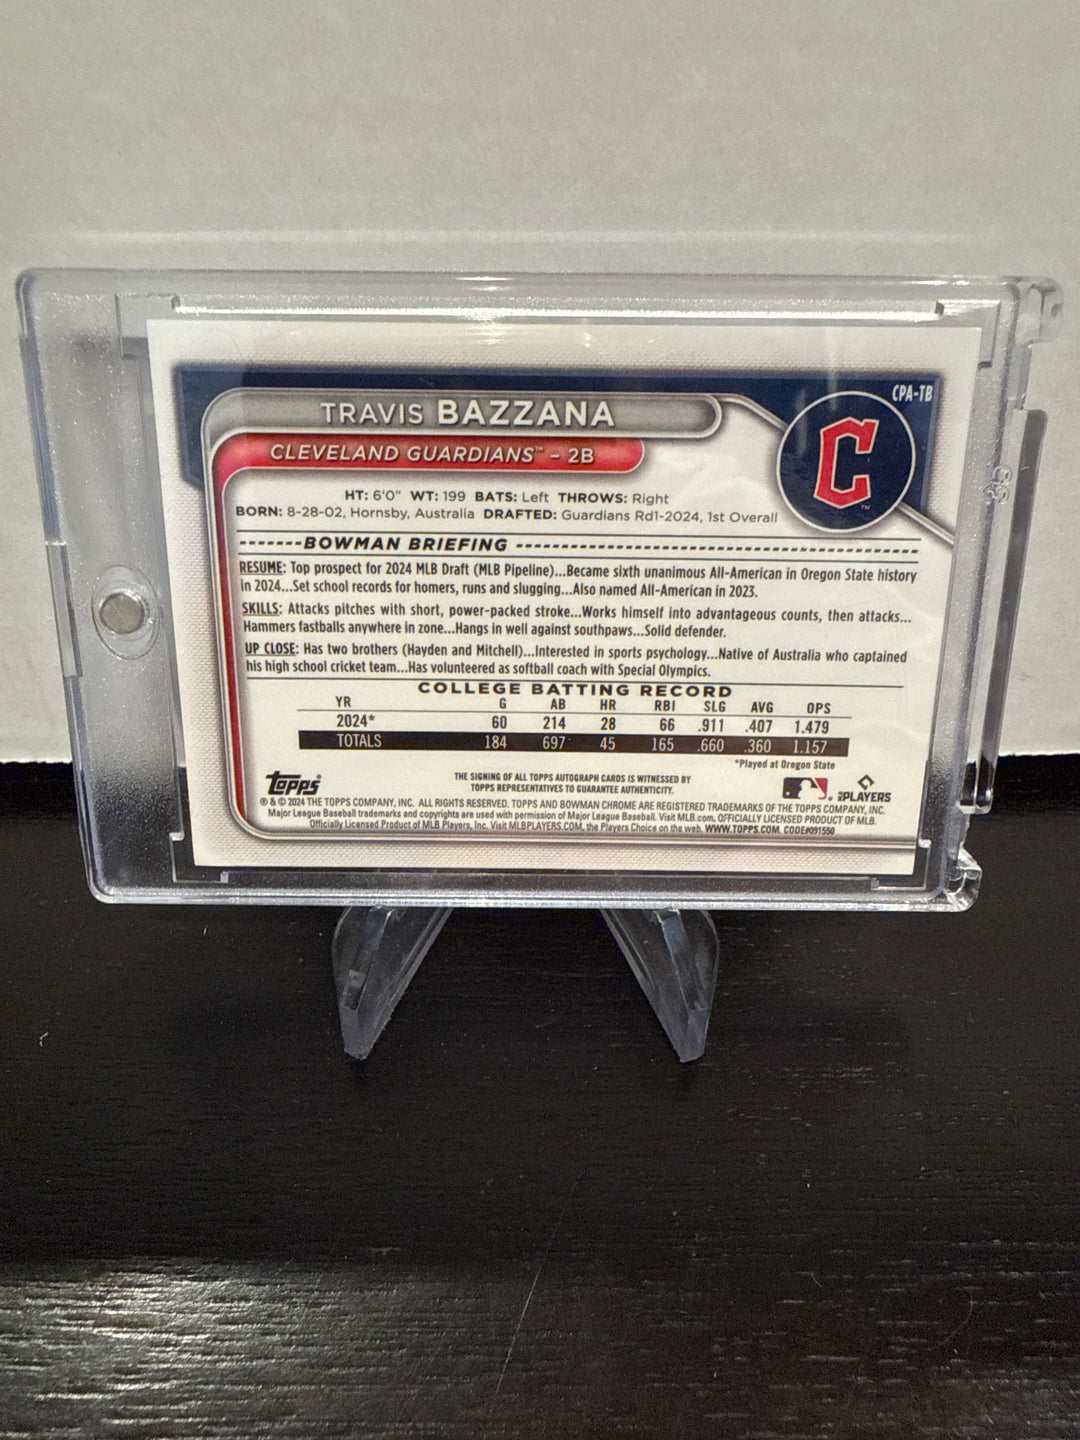 CPA-TB
TRAVIS BAZZANA
CLEVELAND GUARDIANS™ - 2B
C
TM
HT: 6'0" WT: 199 BATS: Left THROWS: Right
BORN: 8-28-02, Hornsby, Australia DRAFTED: Guardians Rd1-2024, 1st Overall
BOWMAN BRIEFING
RESUME: Top prospect for 2024 MLB Draft (MLB Pipeline)...Became sixth unanimous All-American in Oregon State history
in 2024...Set school records for homers, runs and slugging...Also named All-American in 2023.
SKILLS: Attacks pitches with short, power-packed stroke...Works himself into advantageous counts, then attacks...
Hammers fastballs anywhere in zone...Hangs in well against southpaws...Solid defender.
UP CLOSE: Has two brothers (Hayden and Mitchell)...Interested in sports psychology...Native of Australia who captained
his high school cricket team...Has volunteered as softball coach with Special Olympics.
COLLEGE BATTING RECORD
YR G AB HR RBI SLG AVG OPS
2024* 60 214 28 66 .911 .407 1.479
TOTALS 184 697 45 165 .660 .360 1.157
*Played at Oregon State
topps®
THE SIGNING OF ALL TOPPS AUTOGRAPH CARDS IS WITNESSED BY
TOPPS REPRESENTATIVES TO GUARANTEE AUTHENTICITY.
PLAYERS
® & © 2024 THE TOPPS COMPANY, INC. ALL RIGHTS RESERVED. TOPPS AND BOWMAN CHROME ARE REGISTERED TRADEMARKS OF THE TOPPS COMPANY, INC.
Major League Baseball trademarks and copyrights are used with permission of Major League Baseball. Visit MLB.com. OFFICIALLY LICENSED PRODUCT OF MLB.
Officially Licensed Product of MLB Players, Inc. Visit MLBPLAYERS.COM, the Players Choice on the web. WWW.TOPPS.COM. CODE#091550